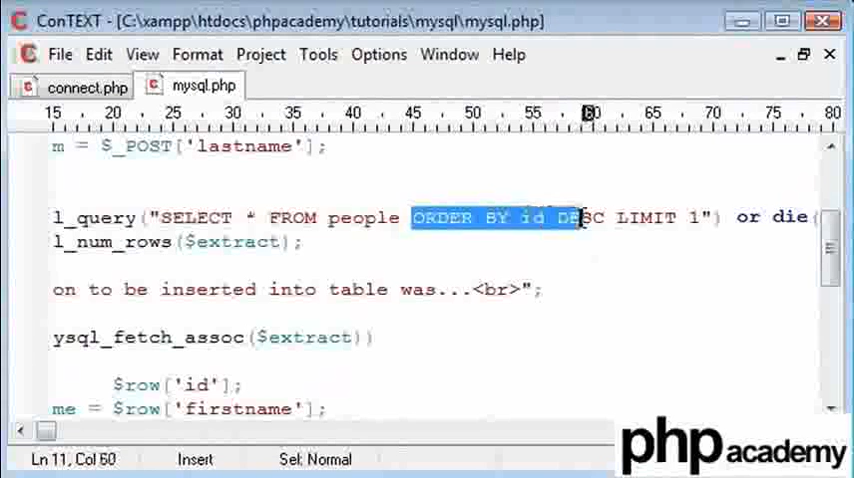 ConTEXT - [C:\xampp\htdocs\phpacademy\tutorials\mysql\mysql.php]
File Edit View Format Project Tools Options Window Help
connect.php mysql.php
15 20 25 30 35 40 45 50 55 60 65 70 75 80
m = $_POST['lastname'];
l_query("SELECT * FROM people ORDER BY id DESC LIMIT 1") or die(
l_num_rows($extract);
on to be inserted into table was...<br>";
ysql_fetch_assoc($extract))
$row['id'];
me = $row['firstname'];
Ln 11, Col 60 Insert Sel: Normal
php academy